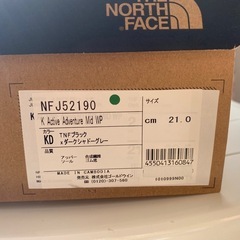 THE
NORTH
FACE
NFJ52190
K Active Adventure Mid WP
カラー
KD
TNFブラック
×ダークシャドーグレー
サイズ
cm 21.0
品質
アッパー 合成繊維
ソール ゴム底
4550413160847
MADE IN CAMBODIA
発売元 株式会社ゴールドウイン
(0120)-307-560